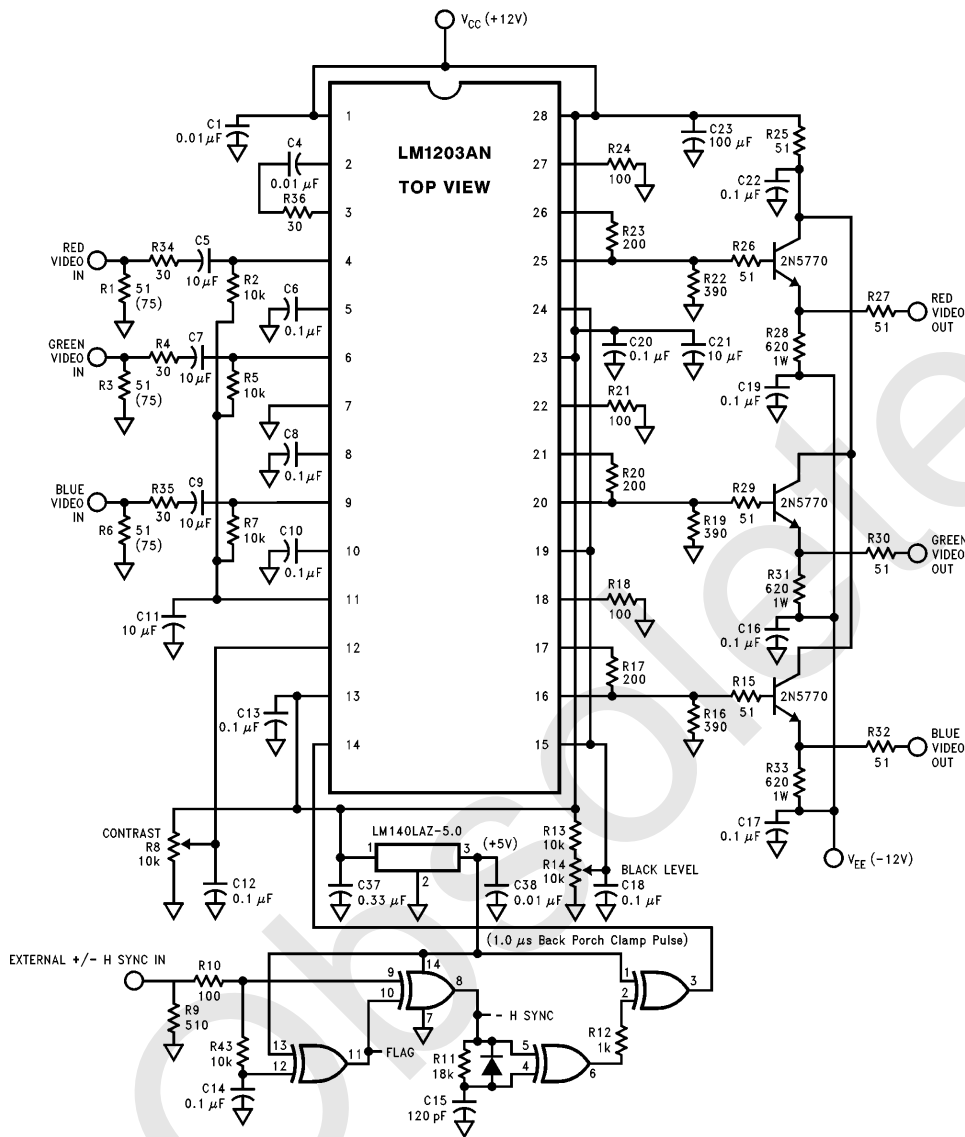 VCC (+12V)
LM1203AN
TOP VIEW
1
2
3
4
5
6
7
8
9
10
11
12
13
14
28
27
26
25
24
23
22
21
20
19
18
17
16
15
C1
0.01 μF
C4
0.01 μF
R36
30
RED
VIDEO
IN
R34
30
C5
10 μF
R1
51
(75)
R2
10k
C6
0.1 μF
GREEN
VIDEO
IN
R4
30
C7
10 μF
R3
51
(75)
R5
10k
C8
0.1 μF
BLUE
VIDEO
IN
R35
30
C9
10 μF
R6
51
(75)
R7
10k
C10
0.1 μF
C11
10 μF
C13
0.1 μF
C23
100 μF
R25
51
R24
100
C22
0.1 μF
R23
200
R26
51
2N5770
R22
390
R27
51
RED
VIDEO
OUT
R28
620
1W
C20
0.1 μF
C21
10 μF
C19
0.1 μF
R21
100
R20
200
R29
51
2N5770
R19
390
R30
51
GREEN
VIDEO
OUT
R31
620
1W
R18
100
C16
0.1 μF
R17
200
R15
51
2N5770
R16
390
R32
51
BLUE
VIDEO
OUT
R33
620
1W
C17
0.1 μF
VEE (-12V)
CONTRAST
R8
10k
C12
0.1 μF
LM140LAZ-5.0
1
2
3
(+5V)
C37
0.33 μF
C38
0.01 μF
R13
10k
R14
10k
BLACK LEVEL
C18
0.1 μF
(1.0 μs Back Porch Clamp Pulse)
EXTERNAL +/- H SYNC IN
R10
100
R9
510
R43
10k
C14
0.1 μF
13
12
11
FLAG
9
10
14
8
7
- H SYNC
R11
18k
C15
120 pF
5
4
6
R12
1k
1
2
3
Obsolete